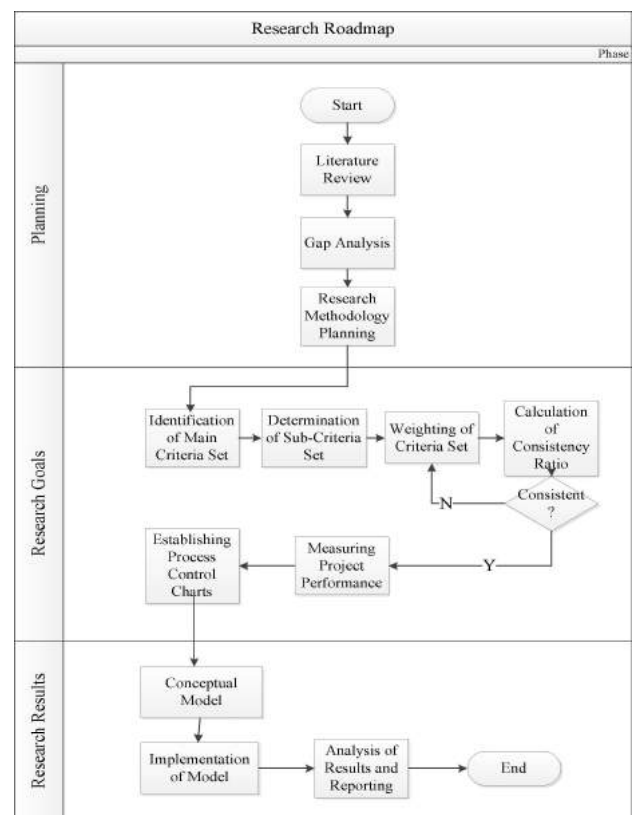 Research Roadmap
Phase
Planning
Start
Literature
Review
Gap Analysis
Research
Methodology
Planning
Research Goals
Identification
of Main
Criteria Set
Determination
of Sub-Criteria
Set
Weighting of
Criteria Set
Calculation
of
Consistency
Ratio
Consistent
?
N
Y
Measuring
Project
Performance
Establishing
Process
Control
Charts
Research Results
Conceptual
Model
Implementation
of Model
Analysis of
Results and
Reporting
End